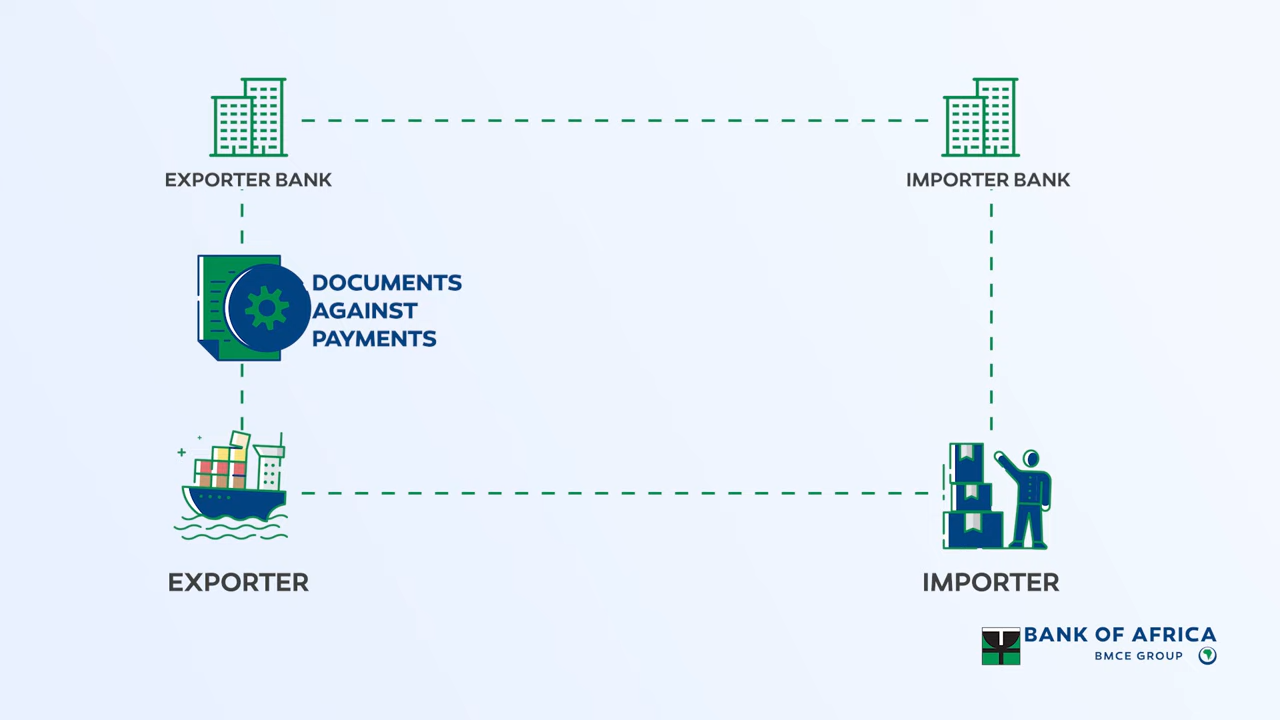 EXPORTER BANK
IMPORTER BANK
DOCUMENTS
AGAINST
PAYMENTS
EXPORTER
IMPORTER
BANK OF AFRICA
BMCE GROUP